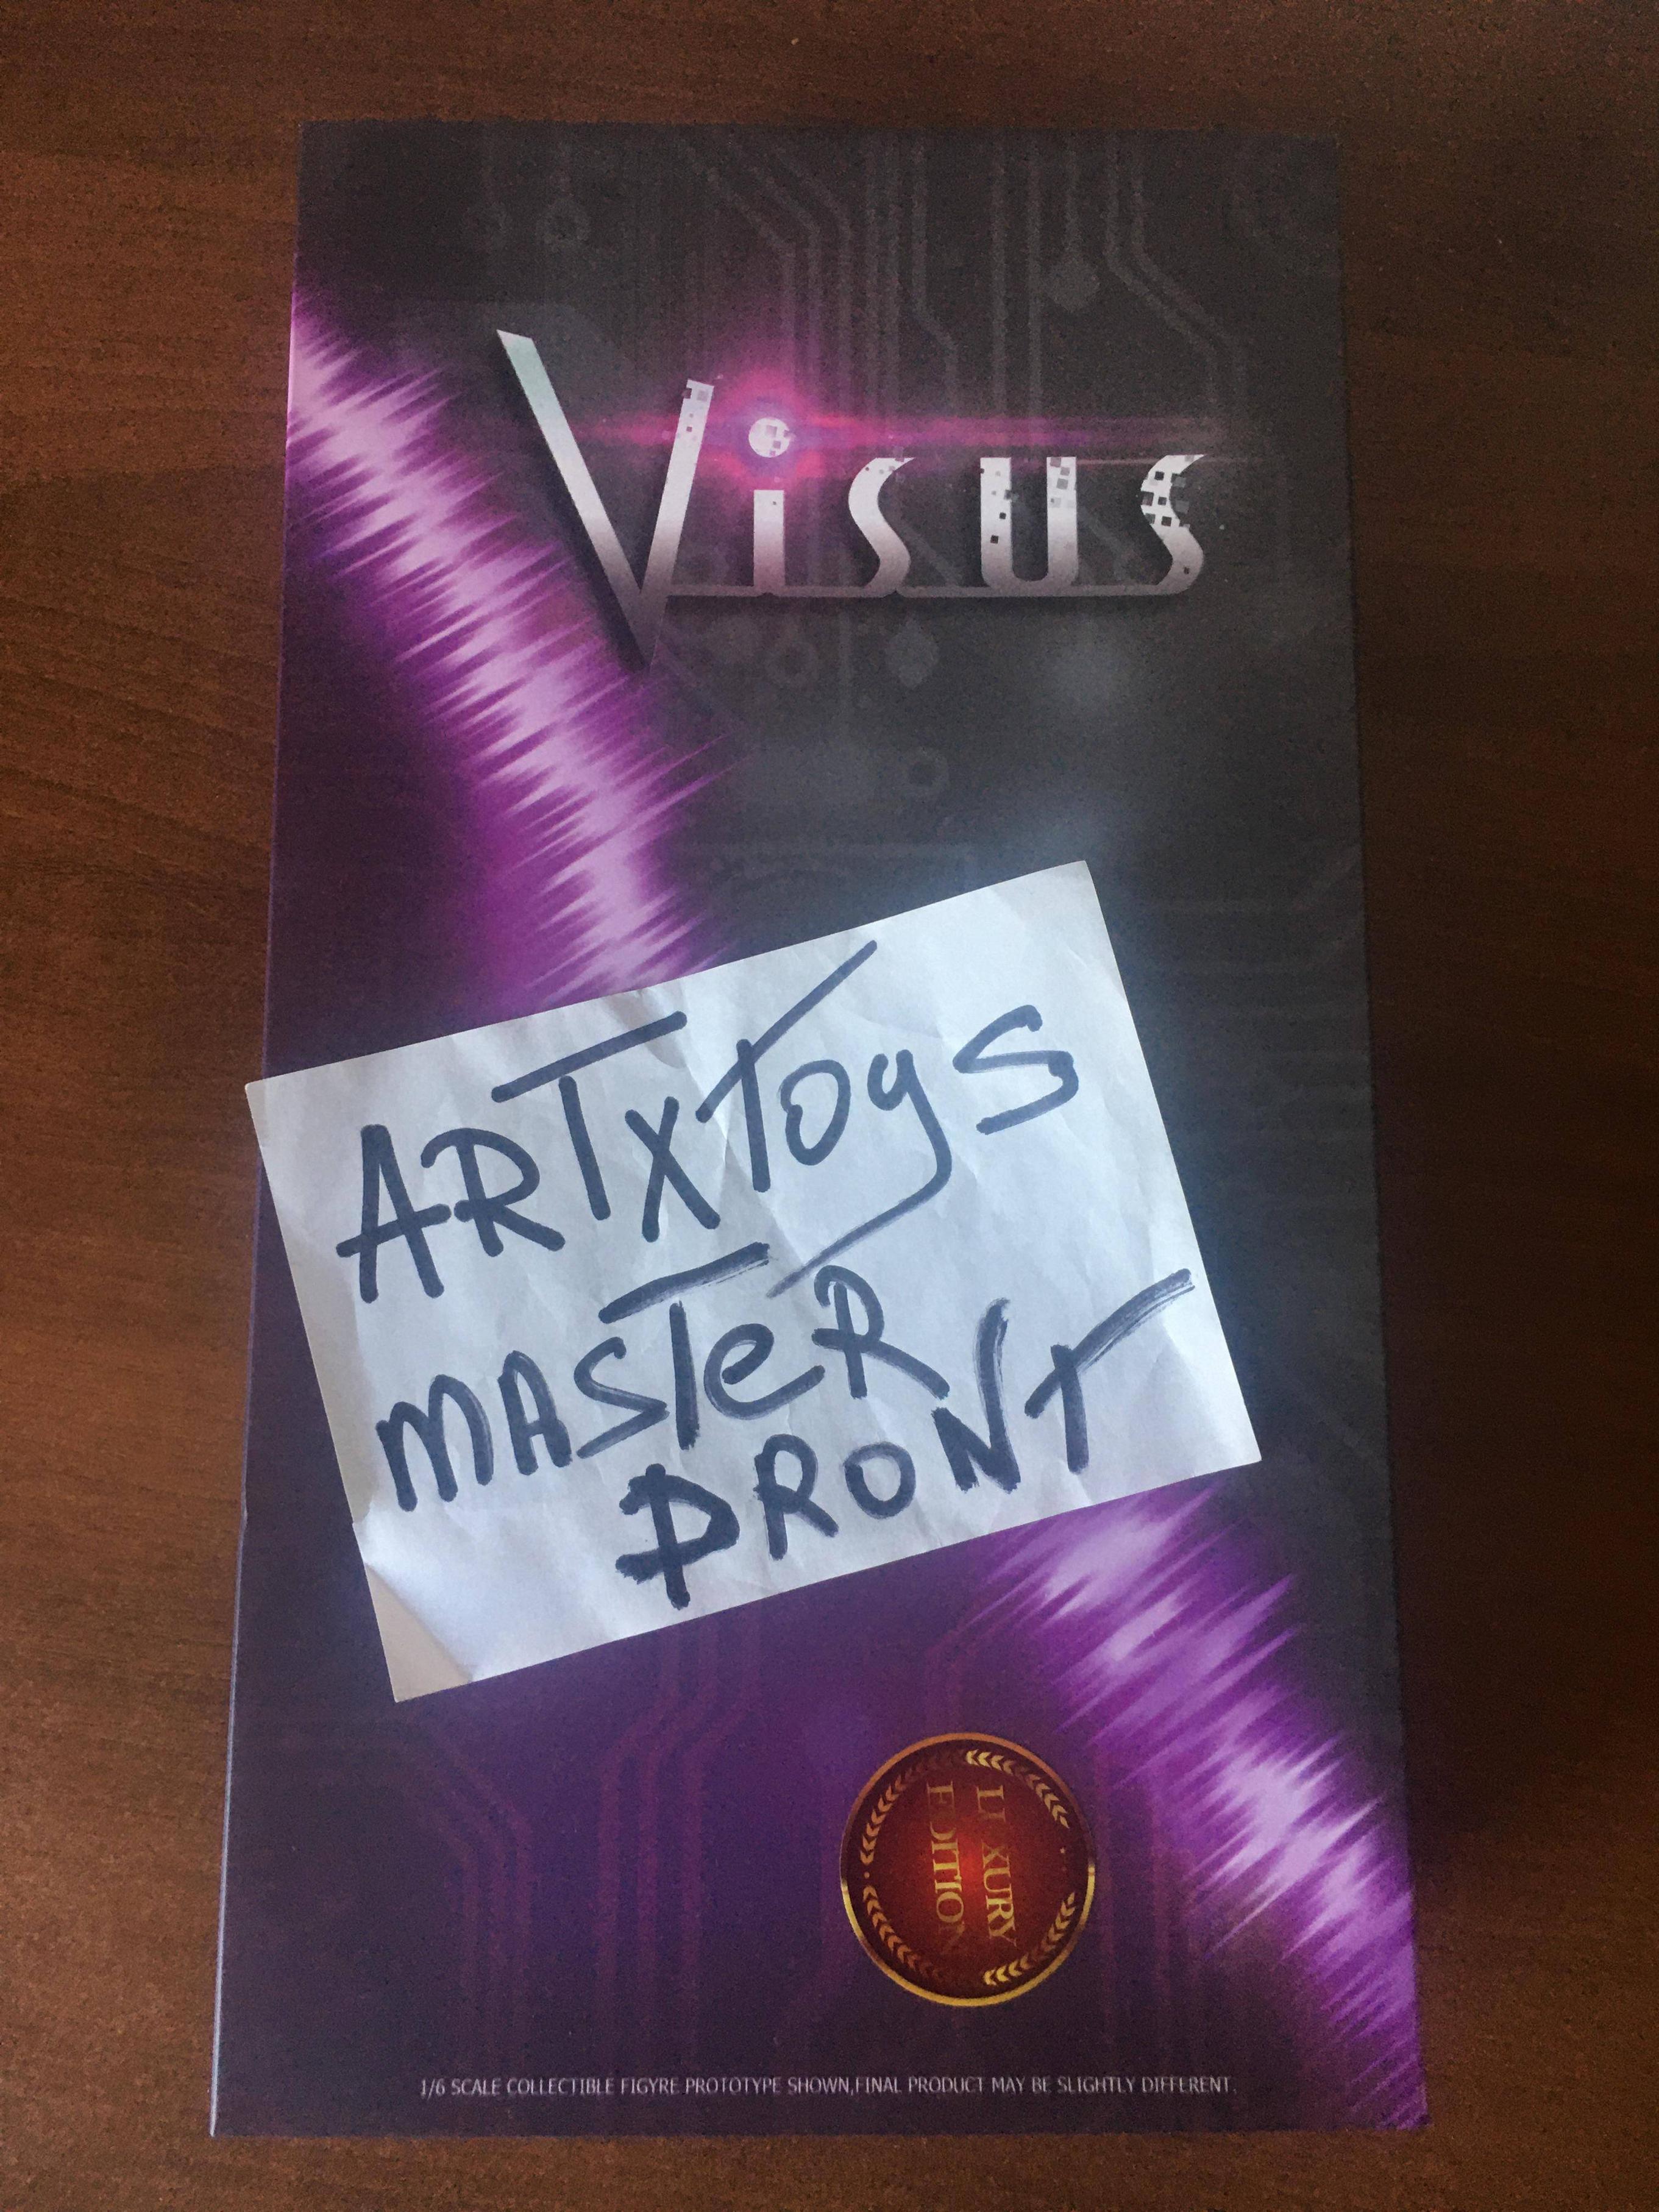 Visus
ARTxToys
MASTeR
DRONT
LUXURY
EDITION
1/6 SCALE COLLECTIBLE FIGYRE PROTOTYPE SHOWN,FINAL PRODUCT MAY BE SLIGHTLY DIFFERENT.